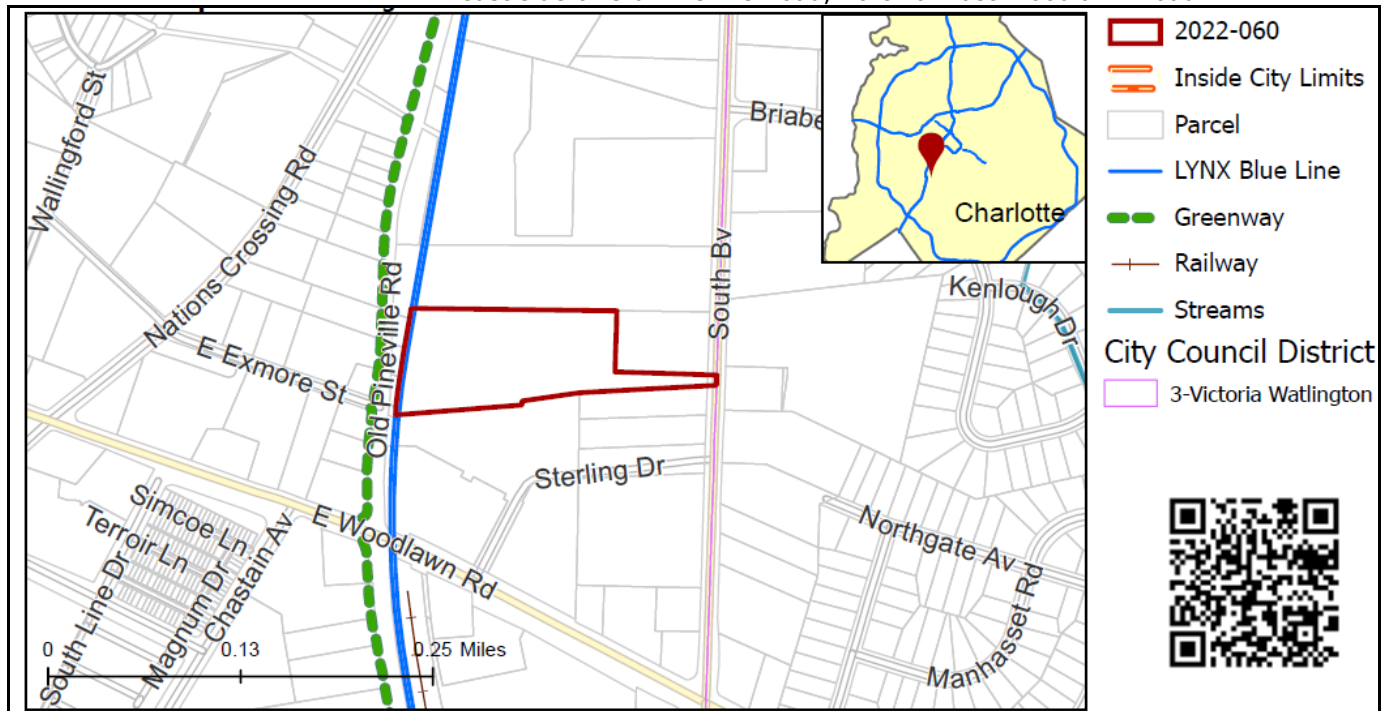 Briabe
Wallingford St
Nations Crossing Rd
E Exmore St
Old Pineville Rd
South Bv
Charlotte
Kenlough Dr
Sterling Dr
E Woodlawn Rd
Simcoe Ln
Terroir Ln
South Line Dr
Magnum Dr
Chastain Av
Northgate Av
Manhasset Rd
0
0.13
0.25 Miles
2022-060
Inside City Limits
Parcel
LYNX Blue Line
Greenway
Railway
Streams
City Council District
3-Victoria Watlington